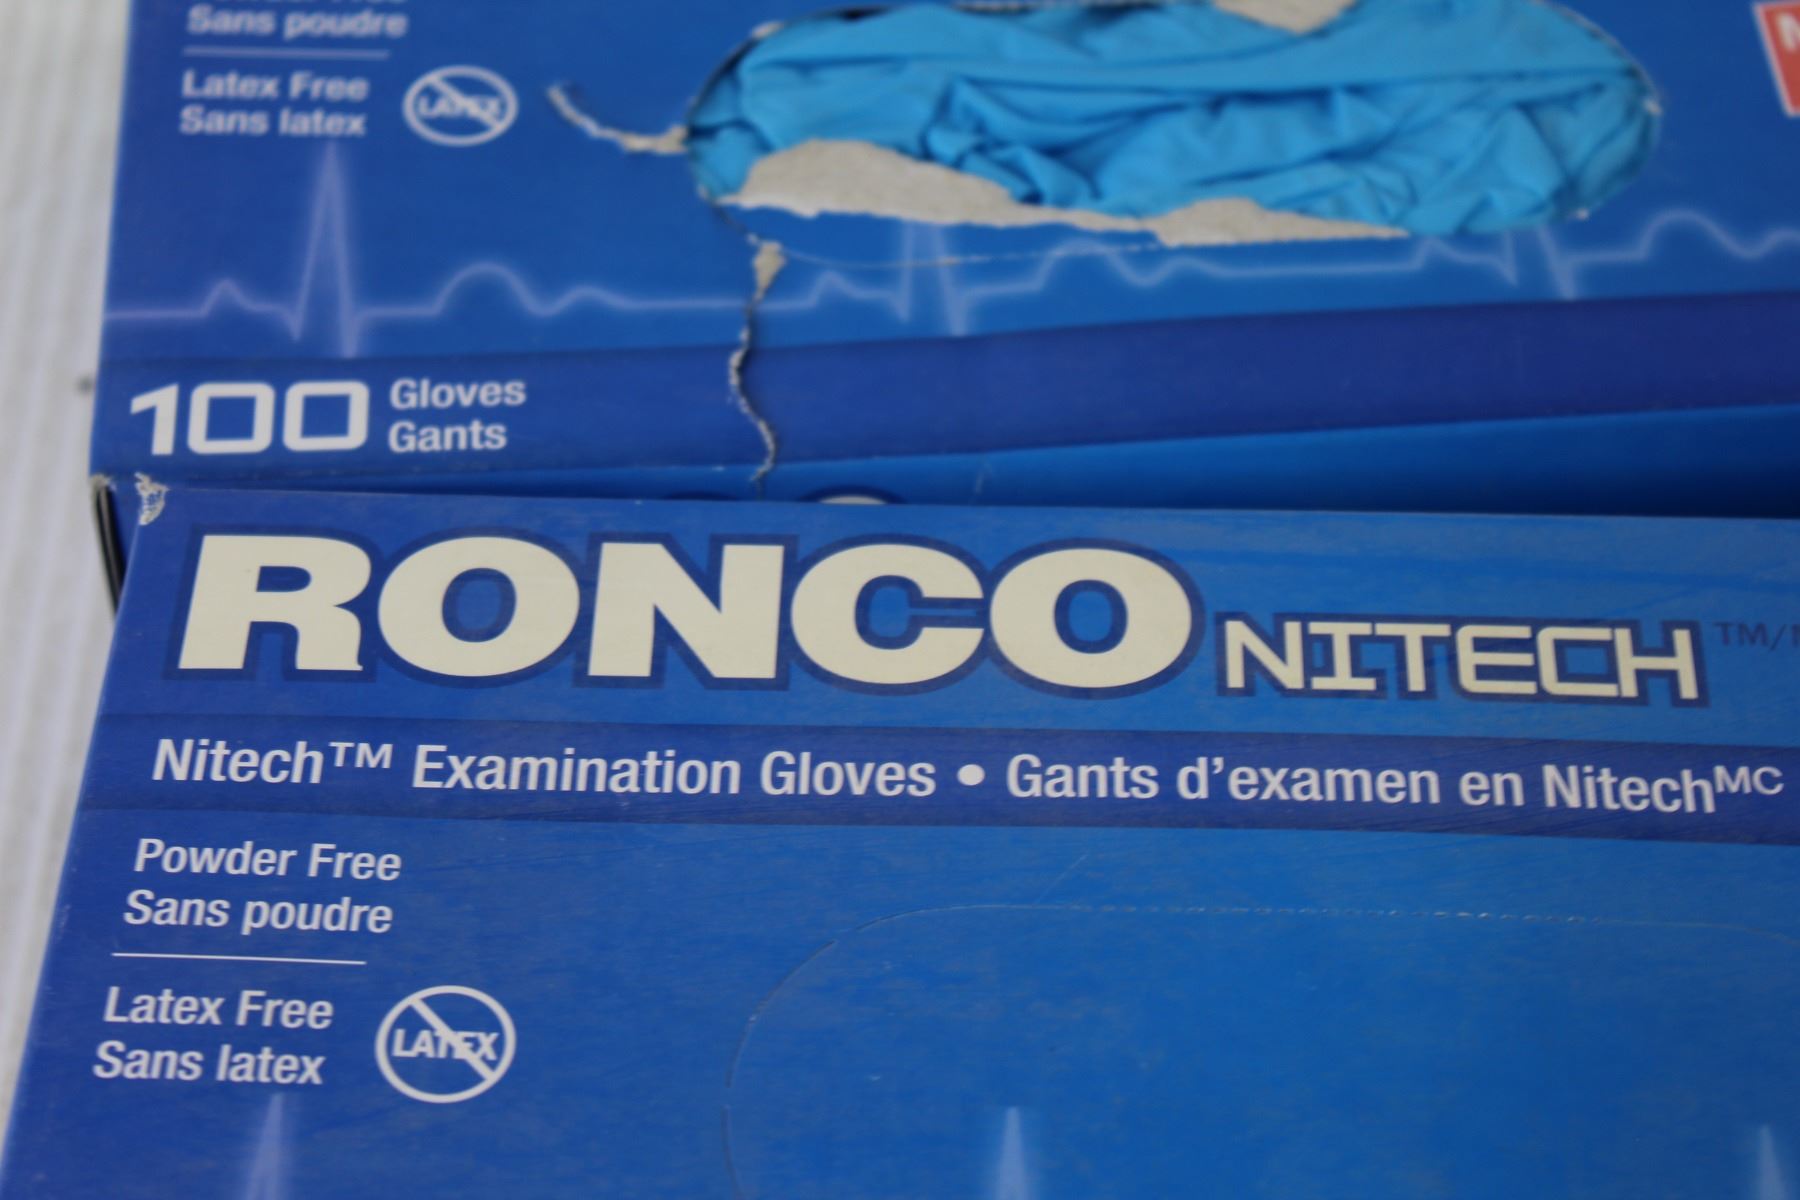 Sans poudre
Latex Free
Sans latex
LATEX
100
Gloves
Gants
RONCO NITECH TM/
Nitech™ Examination Gloves • Gants d'examen en Nitech MC
Powder Free
Sans poudre
Latex Free
Sans latex
LATEX